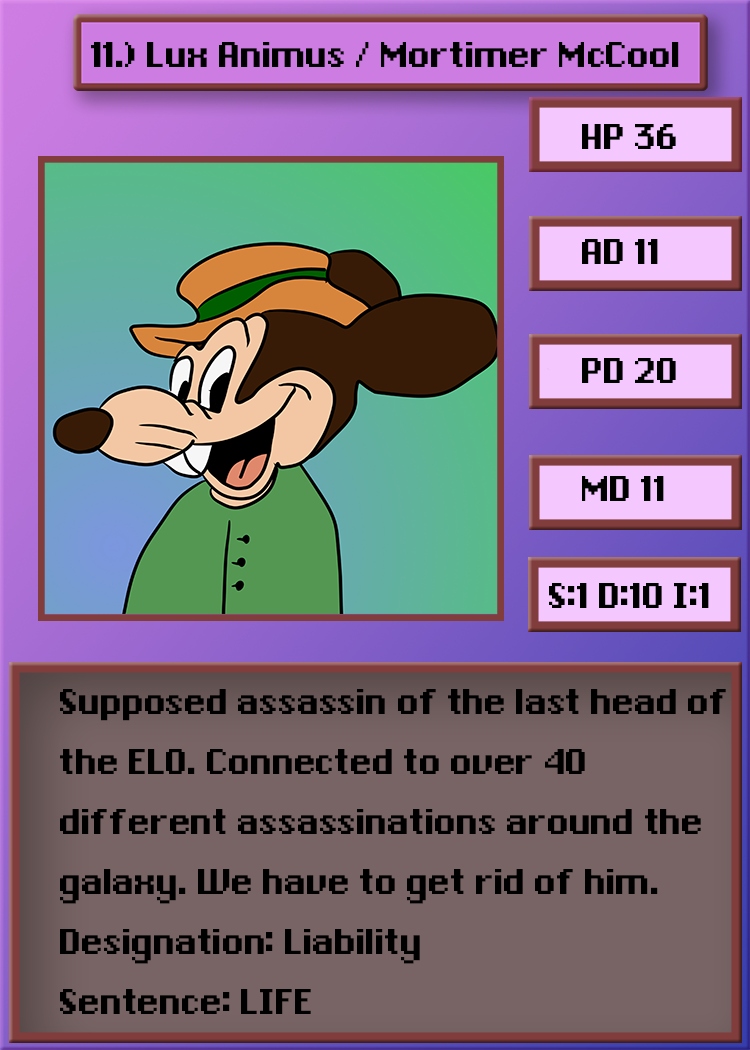 11.) Lux Animus / Mortimer McCool
HP 36
AD 11
PD 20
MD 11
S:1 D:10 I:1
Supposed assassin of the last head of
the ELO. Connected to over 40
different assassinations around the
galaxy. We have to get rid of him.
Designation: Liability
Sentence: LIFE